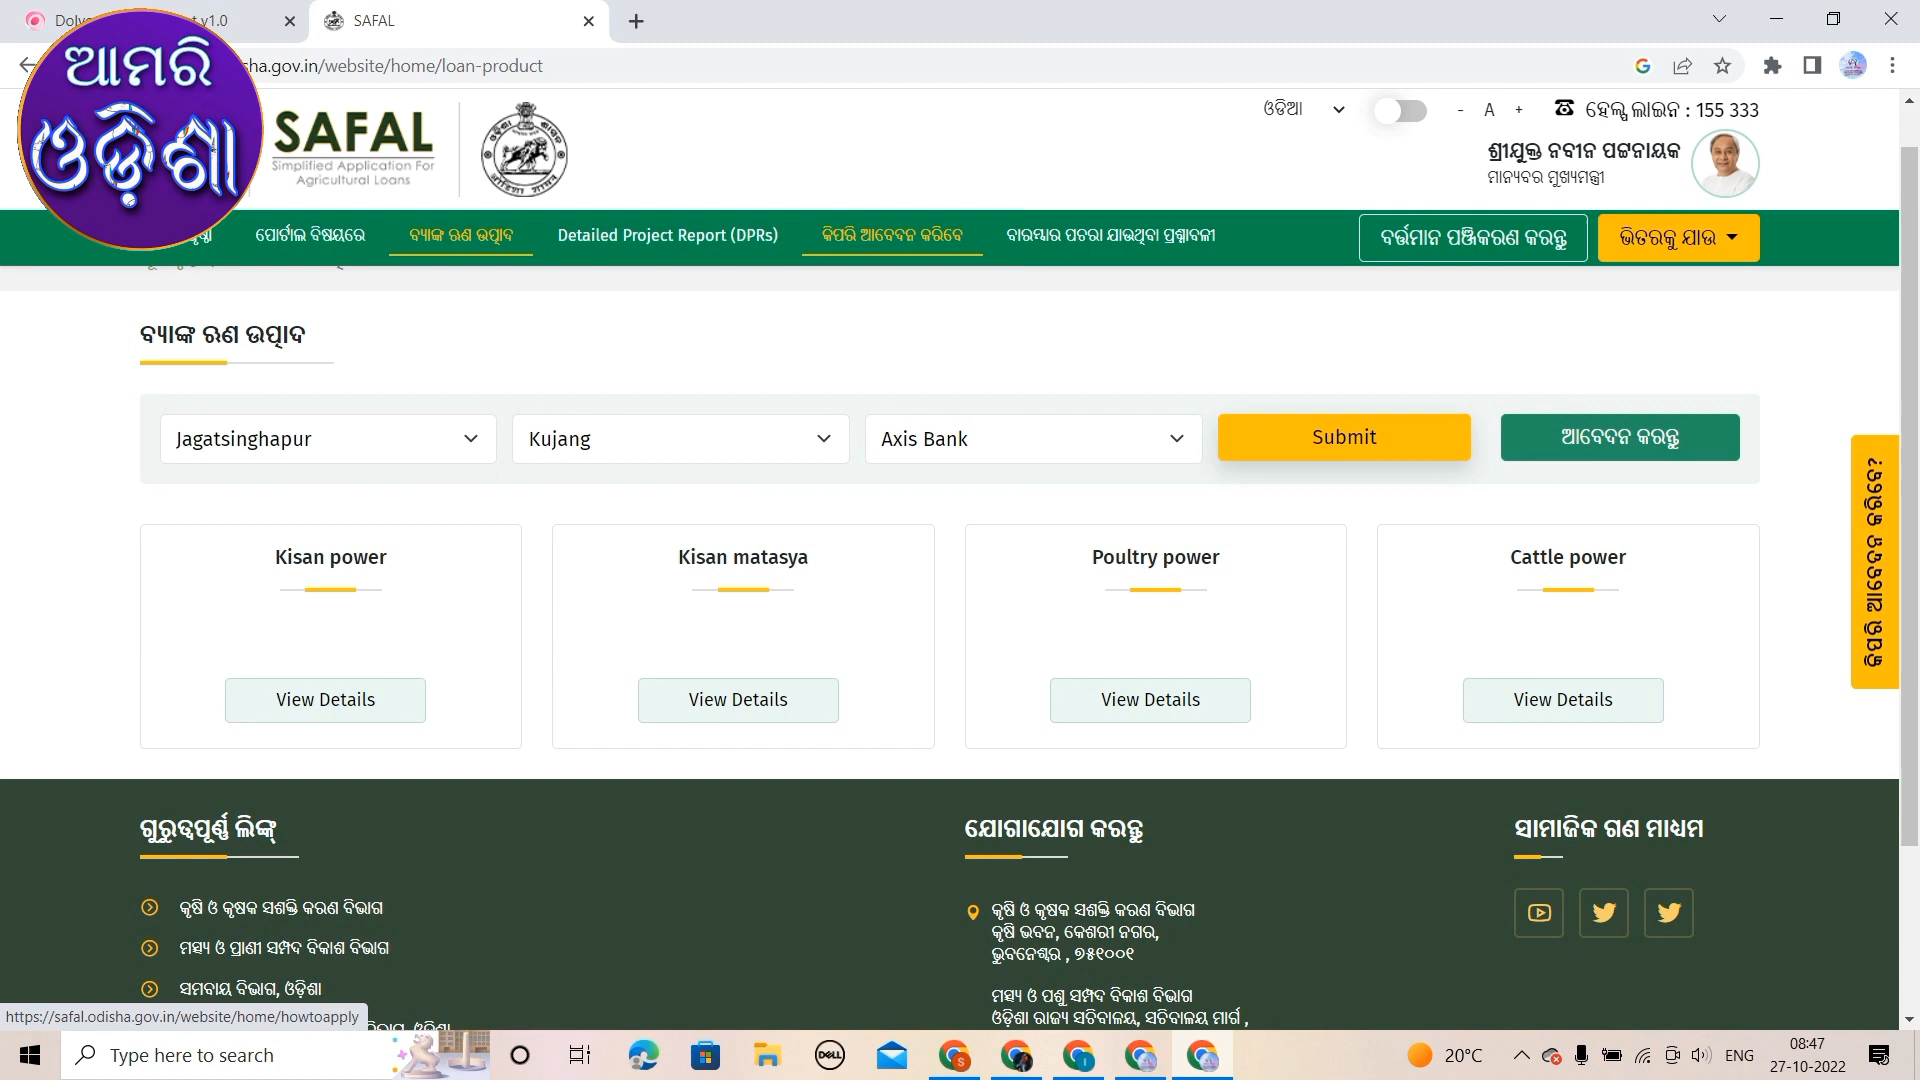 SAFAL
sha.gov.in/website/home/loan-product
ଆମରି
ଓଡ଼ିଶା
SAFAL
Simplified Application For
Agricultural Loans
ଓଡିଆ
- A +
ହେଲ୍ପ ଲାଇନ : 155 333
ଶ୍ରୀଯୁକ୍ତ ନବୀନ ପଟ୍ଟନାୟକ
ମାନ୍ୟବର ମୁଖ୍ୟମନ୍ତ୍ରୀ
ପୋର୍ଟାଲ ବିଷୟରେ
ବ୍ୟାଙ୍କ ଋଣ ଉତ୍ପାଦ
Detailed Project Report (DPRs)
କିପରି ଆବେଦନ କରିବେ
ବାରମ୍ବାର ପଚରା ଯାଉଥିବା ପ୍ରଶ୍ନାବଳୀ
ବର୍ତ୍ତମାନ ପଞ୍ଜିକରଣ କରନ୍ତୁ
ଭିତରକୁ ଯାଉ
ବ୍ୟାଙ୍କ ଋଣ ଉତ୍ପାଦ
Jagatsinghapur
Kujang
Axis Bank
Submit
ଆବେଦନ କରନ୍ତୁ
କିପରି ଆବେଦନ କରିବେ?
Kisan power
Kisan matasya
Poultry power
Cattle power
View Details
View Details
View Details
View Details
ଗୁରୁତ୍ୱପୂର୍ଣ୍ଣ ଲିଙ୍କ୍
କୃଷି ଓ କୃଷକ ସଶକ୍ତି କରଣ ବିଭାଗ
ମତ୍ସ୍ୟ ଓ ପ୍ରାଣୀ ସମ୍ପଦ ବିକାଶ ବିଭାଗ
ସମବାୟ ବିଭାଗ, ଓଡ଼ିଶା
ଯୋଗାଯୋଗ କରନ୍ତୁ
କୃଷି ଓ କୃଷକ ସଶକ୍ତି କରଣ ବିଭାଗ
କୃଷି ଭବନ, କେଶରୀ ନଗର,
ଭୁବନେଶ୍ୱର , ୭୫୧୦୦୧
ମତ୍ସ୍ୟ ଓ ପଶୁ ସମ୍ପଦ ବିକାଶ ବିଭାଗ
ଓଡ଼ିଶା ରାଜ୍ୟ ସଚିବାଳୟ, ସଚିବାଳୟ ମାର୍ଗ ,
ସାମାଜିକ ଗଣ ମାଧ୍ୟମ
https://safal.odisha.gov.in/website/home/howtoapply
Type here to search
DELL
20°C
ENG
08:47
27-10-2022